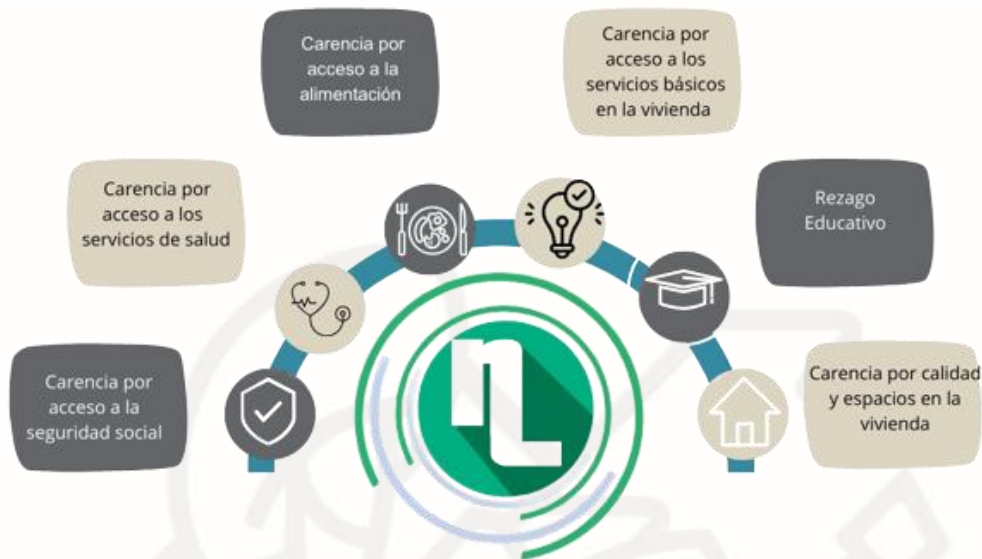 Carencia por
acceso a la
alimentación
Carencia por
acceso a los
servicios básicos
en la vivienda
Carencia por
acceso a los
servicios de salud
Rezago
Educativo
Carencia por
acceso a la
seguridad social
Carencia por calidad
y espacios en la
vivienda
nL